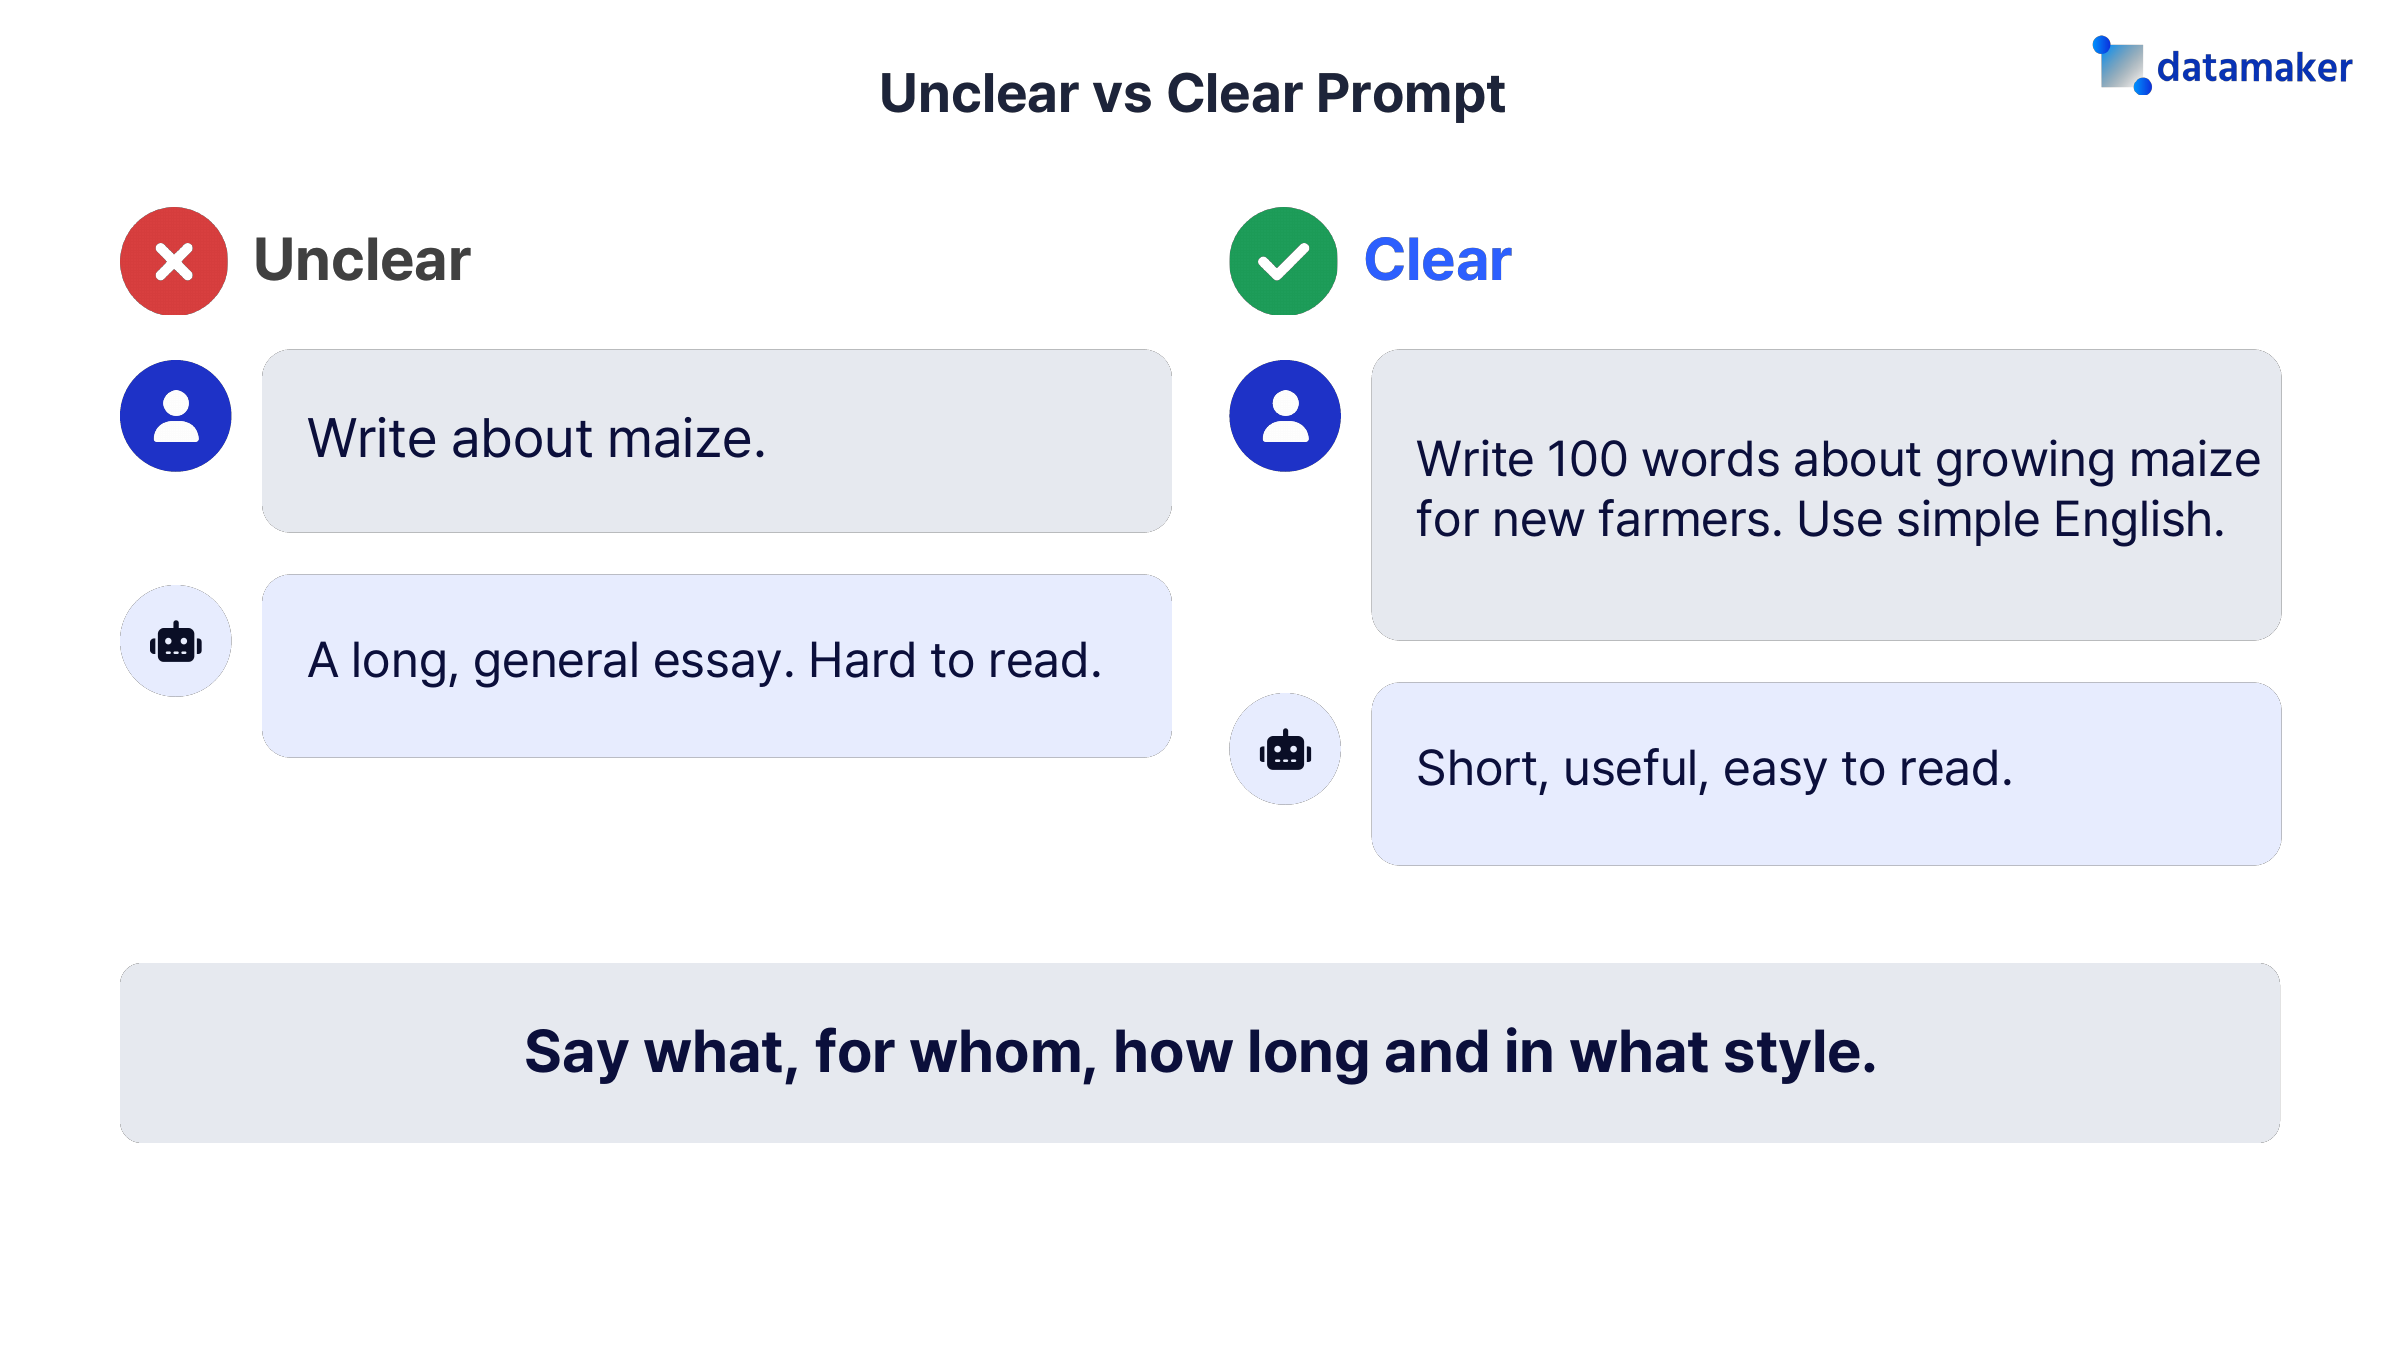 datamaker
Unclear vs Clear Prompt
Unclear
Write about maize.
A long, general essay. Hard to read.
Clear
Write 100 words about growing maize
for new farmers. Use simple English.
Short, useful, easy to read.
Say what, for whom, how long and in what style.